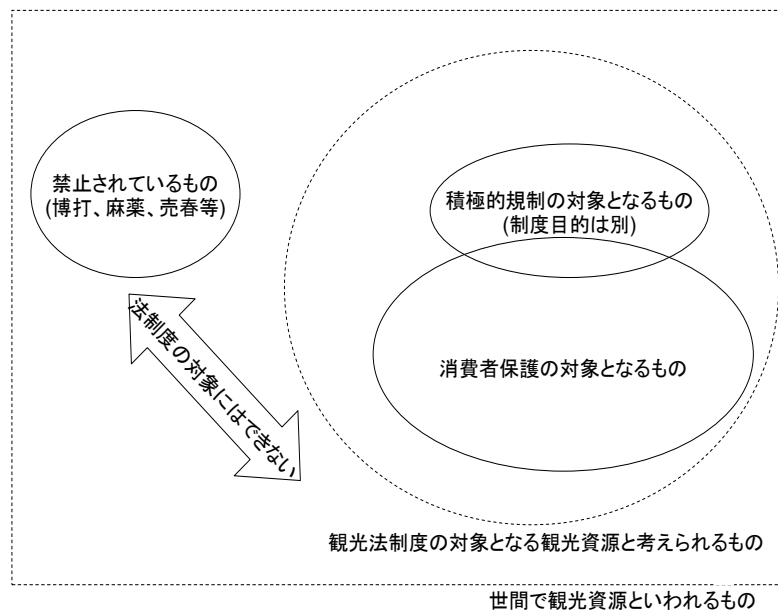 禁止されているもの
(博打、麻薬、売春等)
積極的規制の対象となるもの
(制度目的は別)
法制度の対象にはできない
消費者保護の対象となるもの
観光法制度の対象となる観光資源と考えられるもの
世間で観光資源といわれるもの